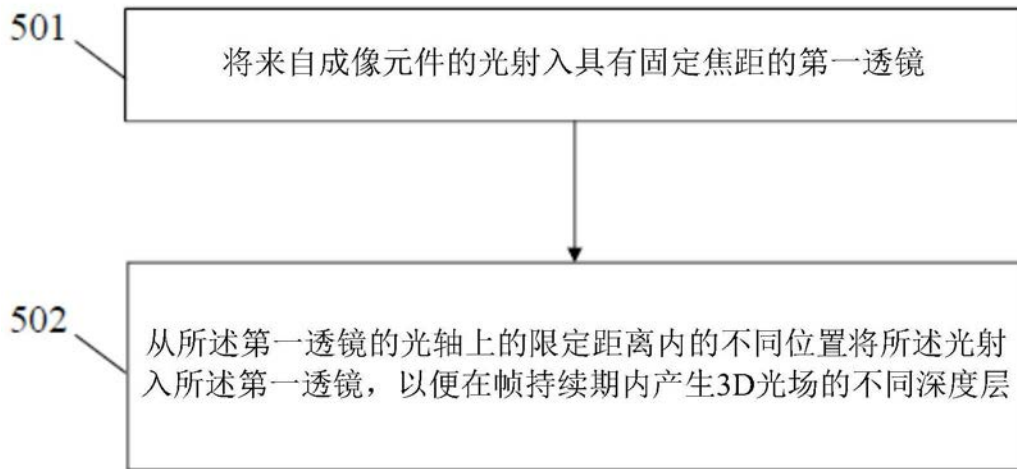 501
将来自成像元件的光射入具有固定焦距的第一透镜
502
从所述第一透镜的光轴上的限定距离内的不同位置将所述光射
入所述第一透镜，以便在帧持续期内产生3D光场的不同深度层